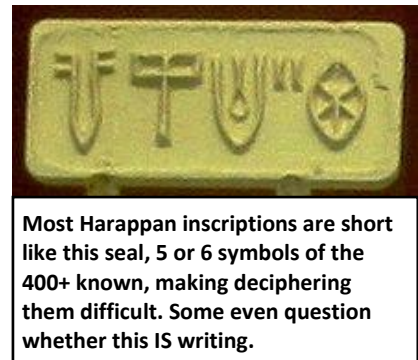 Most Harappan inscriptions are short
like this seal, 5 or 6 symbols of the
400+ known, making deciphering
them difficult. Some even question
whether this IS writing.